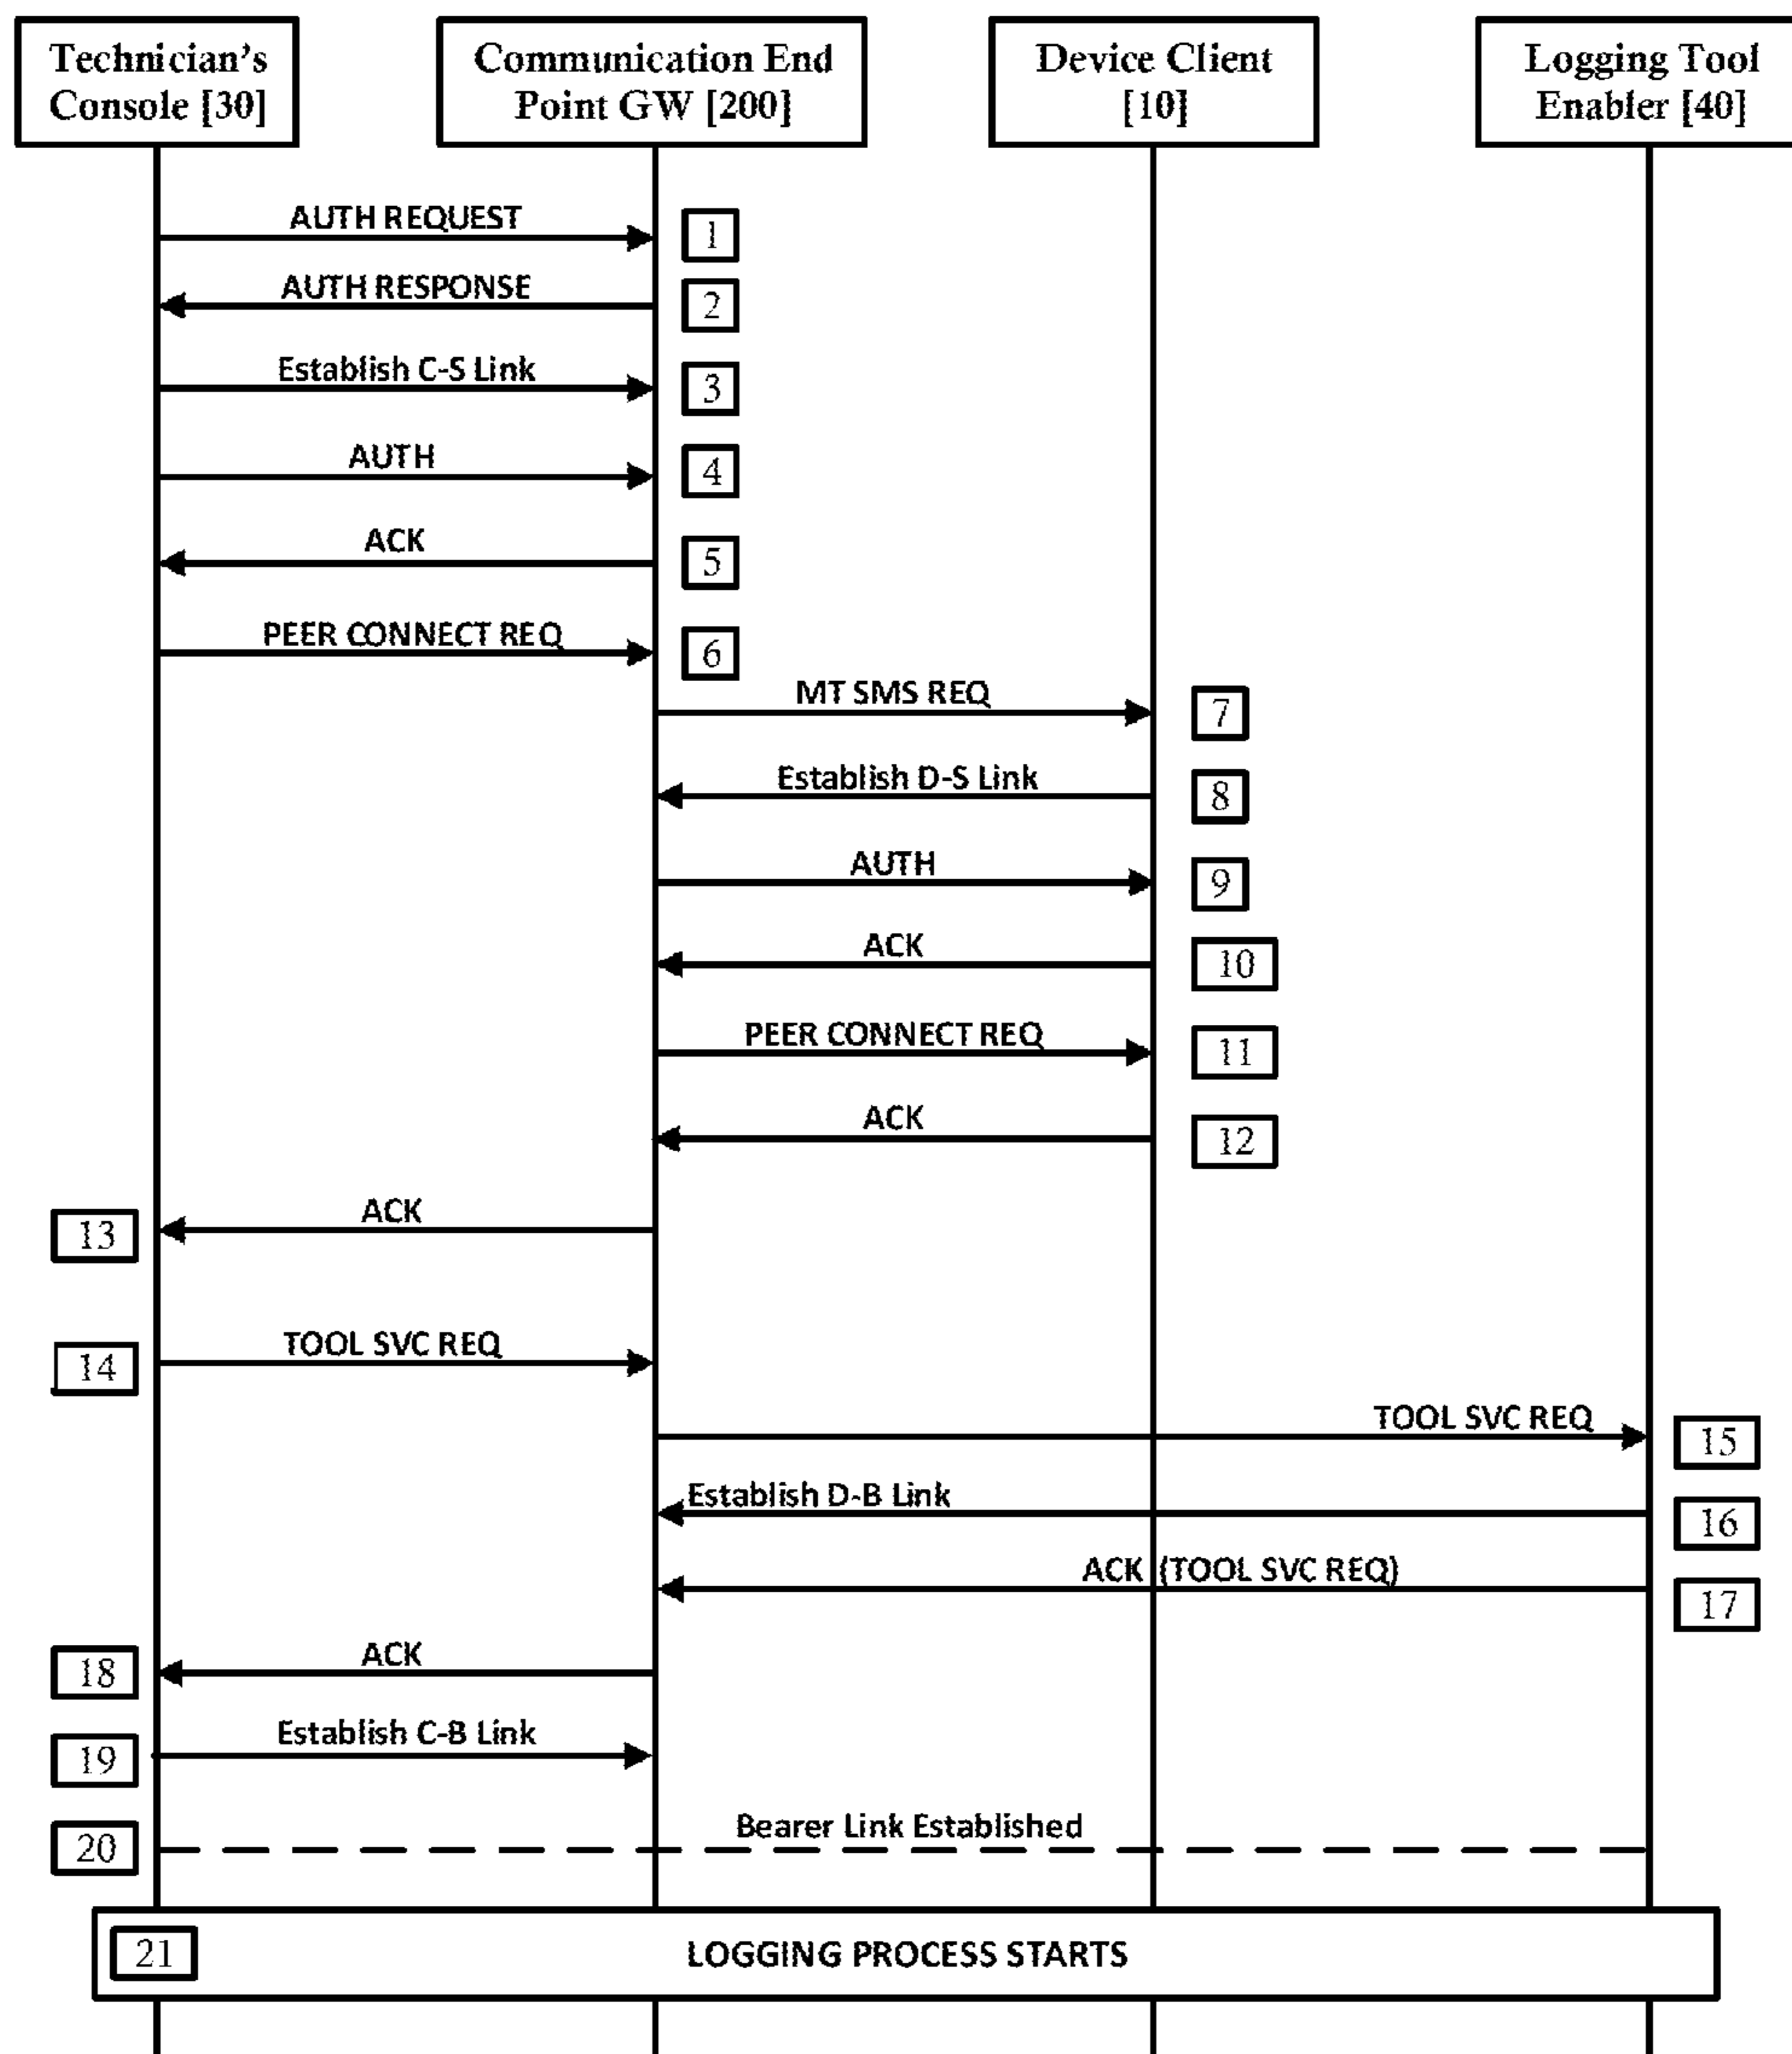 Technician's
Console [30]
Communication End
Point GW [200]
Device Client
[10]
Logging Tool
Enabler [40]
AUTH REQUEST
1
AUTH RESPONSE
2
Establish C-S Link
3
AUTH
4
ACK
5
PEER CONNECT REQ
6
MT SMS REQ
7
Establish D-S Link
8
AUTH
9
ACK
10
PEER CONNECT REQ
11
ACK
12
13
ACK
14
TOOL SVC REQ
TOOL SVC REQ
15
Establish D-B Link
16
ACK (TOOL SVC REQ)
17
18
ACK
19
Establish C-B Link
20
Bearer Link Established
21
LOGGING PROCESS STARTS